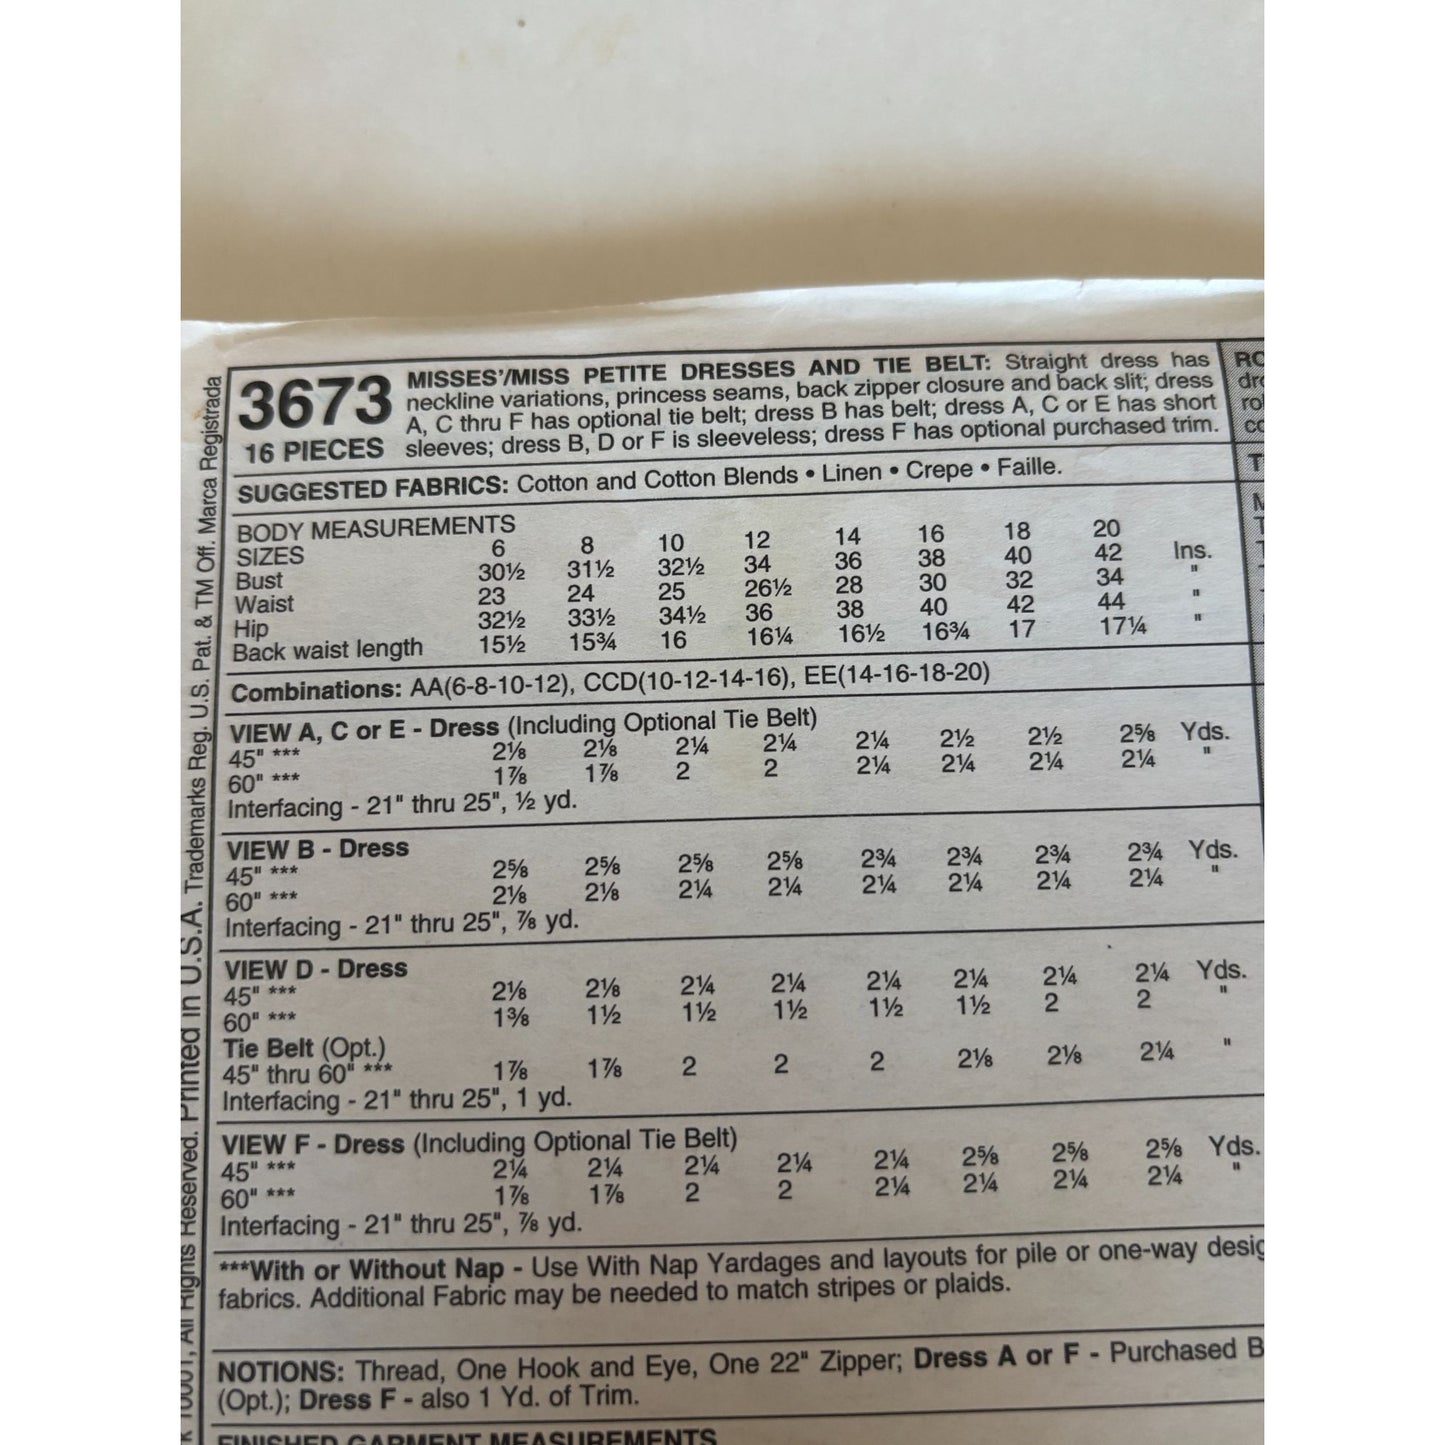 3673
16 PIECES
MISSES'/MISS PETITE DRESSES AND TIE BELT: Straight dress has
neckline variations, princess seams, back zipper closure and back slit; dress
A, C thru F has optional tie belt; dress B has belt; dress A, C or E has short
sleeves; dress B, D or F is sleeveless; dress F has optional purchased trim.
SUGGESTED FABRICS: Cotton and Cotton Blends • Linen • Crepe • Faille.
BODY MEASUREMENTS
SIZES 6 8 10 12 14 16 18 20
Bust 30½ 31½ 32½ 34 36 38 40 42 Ins.
Waist 23 24 25 26½ 28 30 32 34 "
Hip 32½ 33½ 34½ 36 38 40 42 44 "
Back waist length 15½ 15¾ 16 16¼ 16½ 16¾ 17 17¼ "
Combinations: AA(6-8-10-12), CCD(10-12-14-16), EE(14-16-18-20)
VIEW A, C or E - Dress (Including Optional Tie Belt)
45" *** 2⅛ 2⅛ 2¼ 2¼ 2¼ 2½ 2½ 2⅝ Yds.
60" *** 1⅞ 1⅞ 2 2 2¼ 2¼ 2¼ 2¼ "
Interfacing - 21" thru 25", ½ yd.
VIEW B - Dress
45" *** 2⅝ 2⅝ 2⅝ 2⅝ 2¾ 2¾ 2¾ 2¾ Yds.
60" *** 2⅛ 2⅛ 2¼ 2¼ 2¼ 2¼ 2¼ 2¼ "
Interfacing - 21" thru 25", ⅞ yd.
VIEW D - Dress
45" *** 2⅛ 2⅛ 2¼ 2¼ 2¼ 2¼ 2¼ 2¼ Yds.
60" *** 1⅜ 1½ 1½ 1½ 1½ 1½ 2 2 "
Tie Belt (Opt.)
45" thru 60" *** 1⅞ 1⅞ 2 2 2 2⅛ 2⅛ 2¼ "
Interfacing - 21" thru 25", 1 yd.
VIEW F - Dress (Including Optional Tie Belt)
45" *** 2¼ 2¼ 2¼ 2¼ 2¼ 2⅝ 2⅝ 2⅝ Yds.
60" *** 1⅞ 1⅞ 2 2 2¼ 2¼ 2¼ 2¼ "
Interfacing - 21" thru 25", ⅞ yd.
***With or Without Nap - Use With Nap Yardages and layouts for pile or one-way desig
fabrics. Additional Fabric may be needed to match stripes or plaids.
NOTIONS: Thread, One Hook and Eye, One 22" Zipper; Dress A or F - Purchased B
(Opt.); Dress F - also 1 Yd. of Trim.
FINISHED GARMENT MEASUREMENTS
10001, All Rights Reserved. Printed in U.S.A. Trademarks Reg. U.S. Pat. & TM Off. Marca Registrada